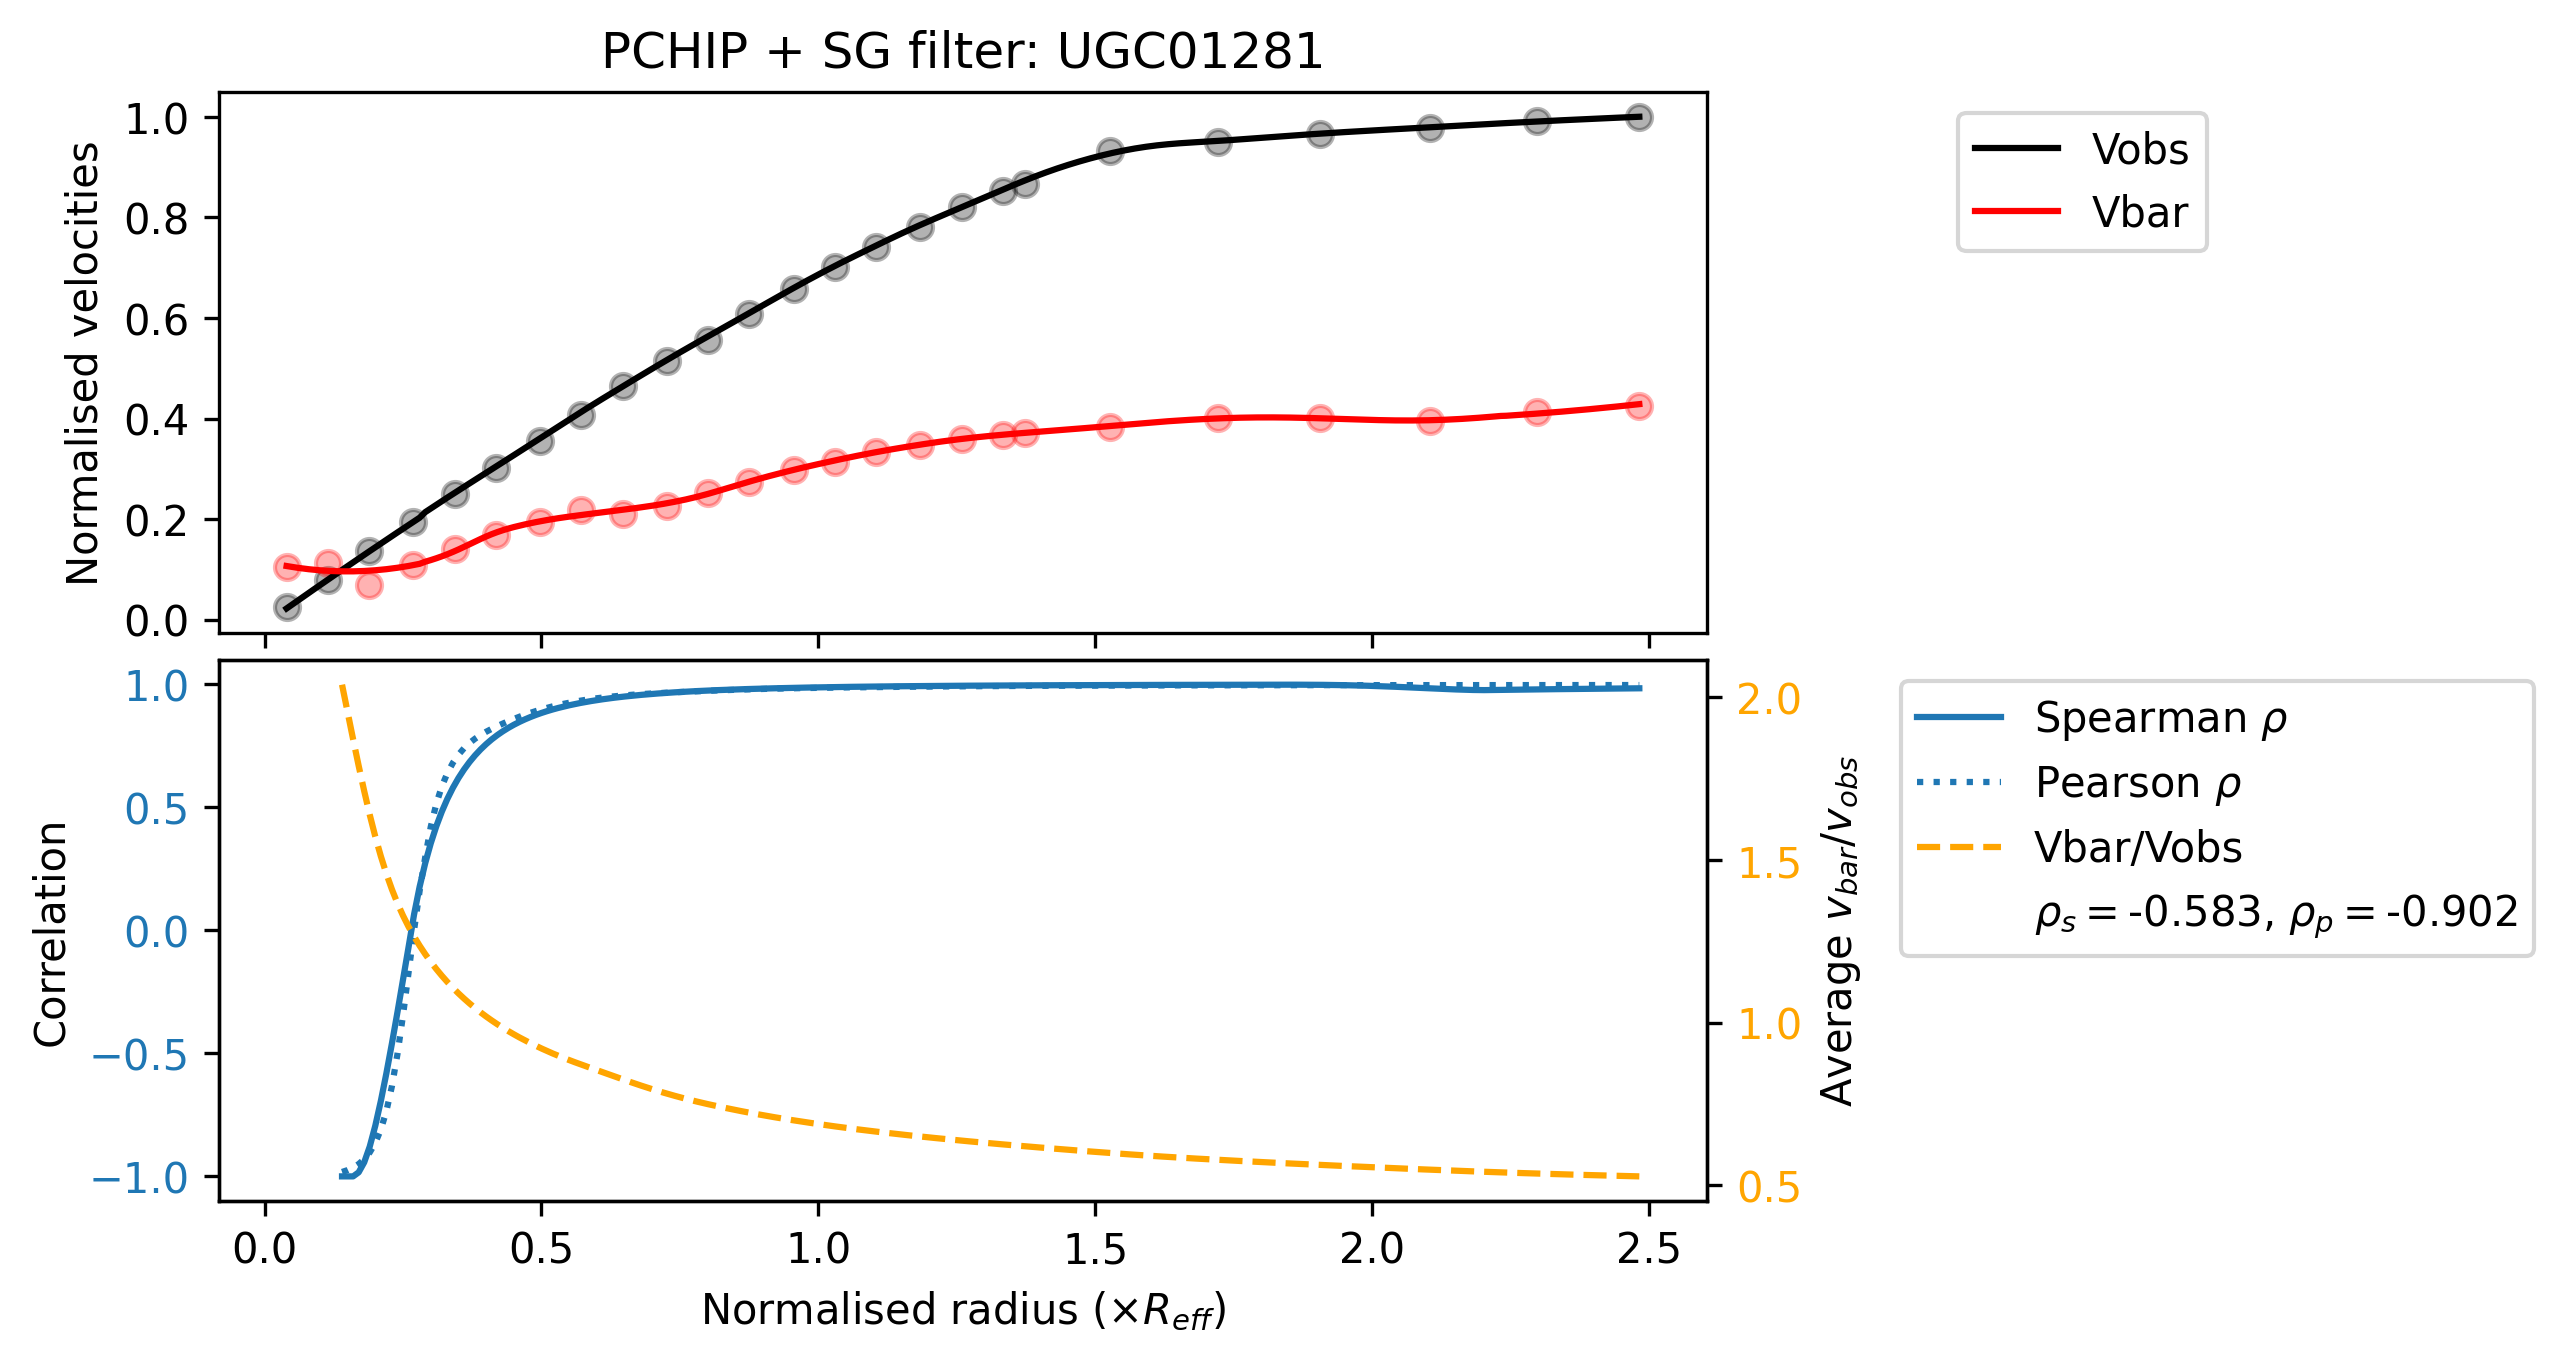 PCHIP + SG filter: UGC01281
Normalised velocities
1.0
0.8
0.6
0.4
0.2
0.0
Vobs
Vbar
Correlation
1.0
0.5
0.0
−0.5
−1.0
2.0
1.5
1.0
0.5
Average v_bar/v_obs
Spearman ρ
Pearson ρ
Vbar/Vobs
ρ_s = -0.583, ρ_p = -0.902
0.0 0.5 1.0 1.5 2.0 2.5
Normalised radius (×R_eff)